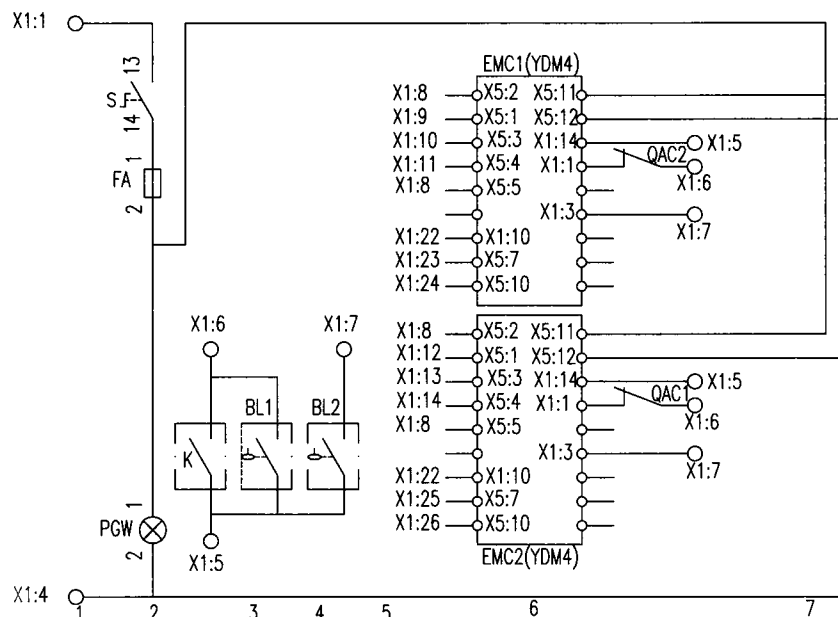 X1:1
13
S
14
1
FA
2
EMC1(YDM4)
X1:8 X5:2 X5:11
X1:9 X5:1 X5:12
X1:10 X5:3 X1:14 X1:5
X1:11 X5:4 X1:1 QAC2 X1:6
X1:8 X5:5
X1:3 X1:7
X1:22 X1:10
X1:23 X5:7
X1:24 X5:10
X1:6 X1:7
BL1 BL2
K
X1:5
X1:8 X5:2 X5:11
X1:12 X5:1 X5:12
X1:13 X5:3 X1:14 X1:5
X1:14 X5:4 X1:1 QAC1 X1:6
X1:8 X5:5
X1:3 X1:7
X1:22 X1:10
X1:25 X5:7
X1:26 X5:10
EMC2(YDM4)
1
PGW
2
X1:4
1 2 3 4 5 6 7